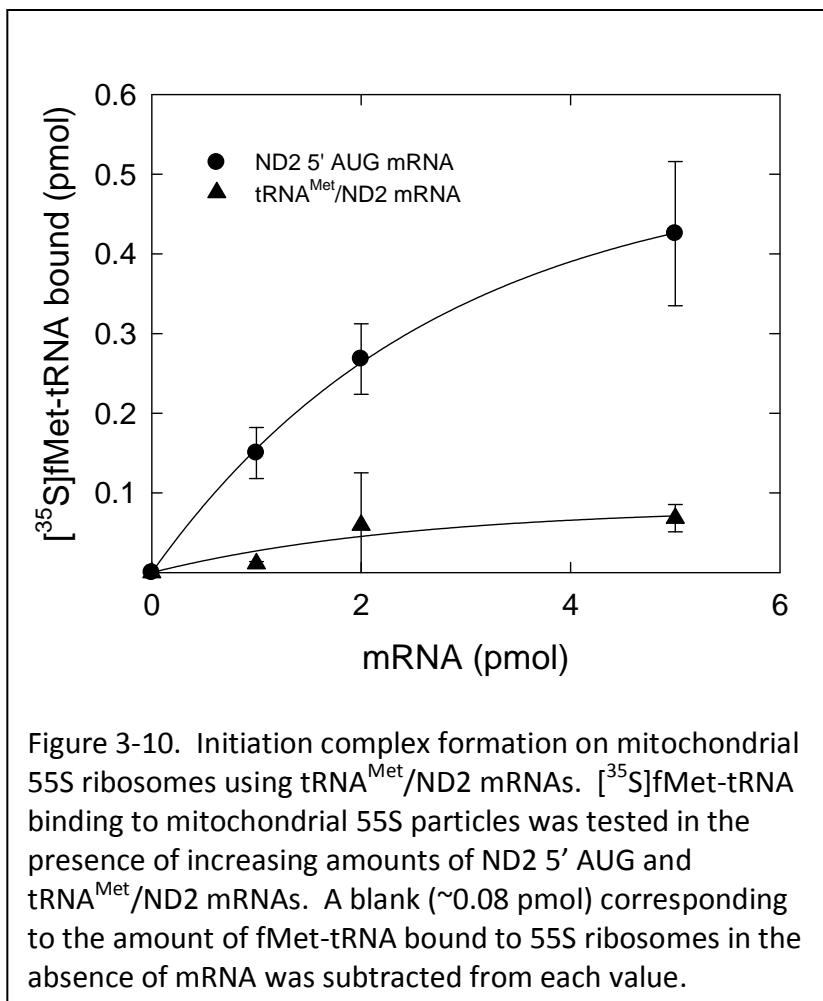 0.6
0.5
0.4
0.3
0.2
0.1
0
2
4
6
[³⁵S]fMet-tRNA bound (pmol)
mRNA (pmol)
ND2 5' AUG mRNA
tRNAᴹᵉᵗ/ND2 mRNA
Figure 3-10. Initiation complex formation on mitochondrial
55S ribosomes using tRNAᴹᵉᵗ/ND2 mRNAs. [³⁵S]fMet-tRNA
binding to mitochondrial 55S particles was tested in the
presence of increasing amounts of ND2 5’ AUG and
tRNAᴹᵉᵗ/ND2 mRNAs. A blank (~0.08 pmol) corresponding
to the amount of fMet-tRNA bound to 55S ribosomes in the
absence of mRNA was subtracted from each value.